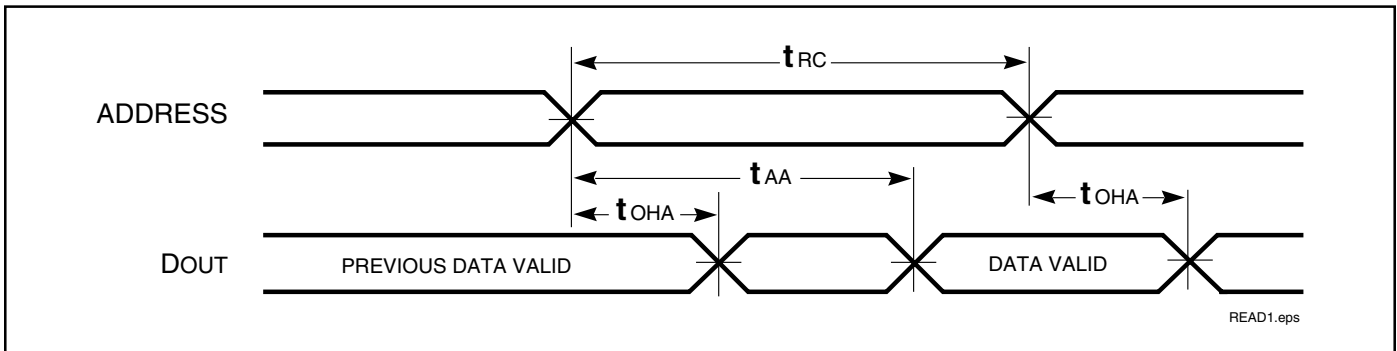 tRC
ADDRESS
tAA
tOHA
tOHA
DOUT
PREVIOUS DATA VALID
DATA VALID
READ1.eps